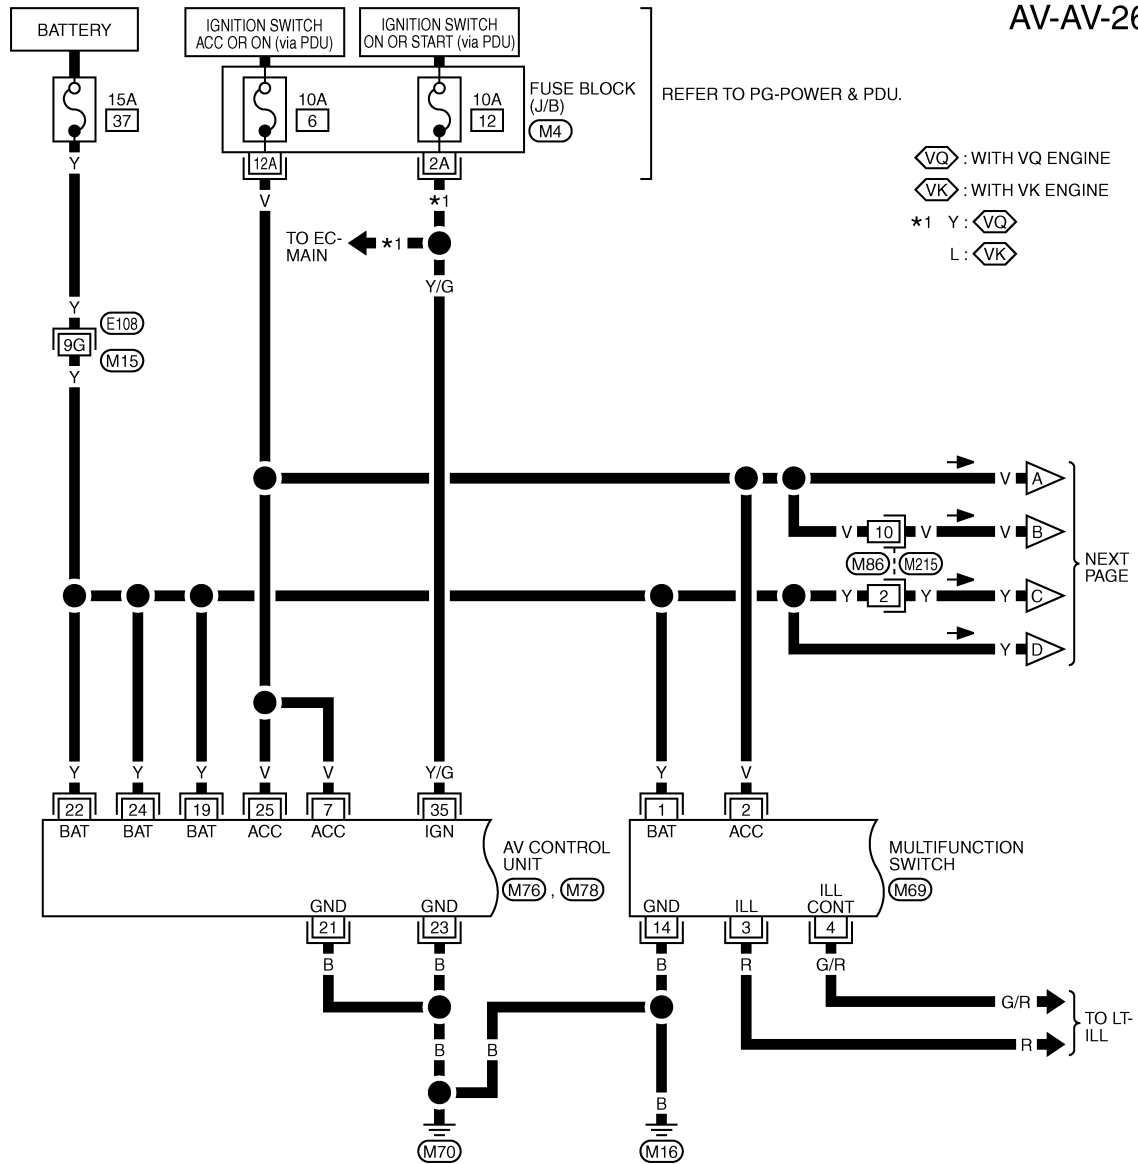 AV-AV-26
BATTERY
IGNITION SWITCH
ACC OR ON (via PDU)
IGNITION SWITCH
ON OR START (via PDU)
15A
37
10A
6
10A
12
FUSE BLOCK
(J/B)
M4
REFER TO PG-POWER & PDU.
12A
2A
Y
V
*1
VQ : WITH VQ ENGINE
VK : WITH VK ENGINE
*1 Y : VQ
L : VK
TO EC-
MAIN
*1
Y/G
Y
E108
9G
M15
Y
V A
V 10 V V B
M86 M215
Y 2 Y Y C
Y D
NEXT
PAGE
Y Y Y V V Y/G Y V
22 24 19 25 7 35 1 2
BAT BAT BAT ACC ACC IGN BAT ACC
AV CONTROL
UNIT
M76 , M78
MULTIFUNCTION
SWITCH
M69
GND GND GND ILL ILL
CONT
21 23 14 3 4
B B B R G/R
G/R
R
TO LT-
ILL
B B
B
M70 M16